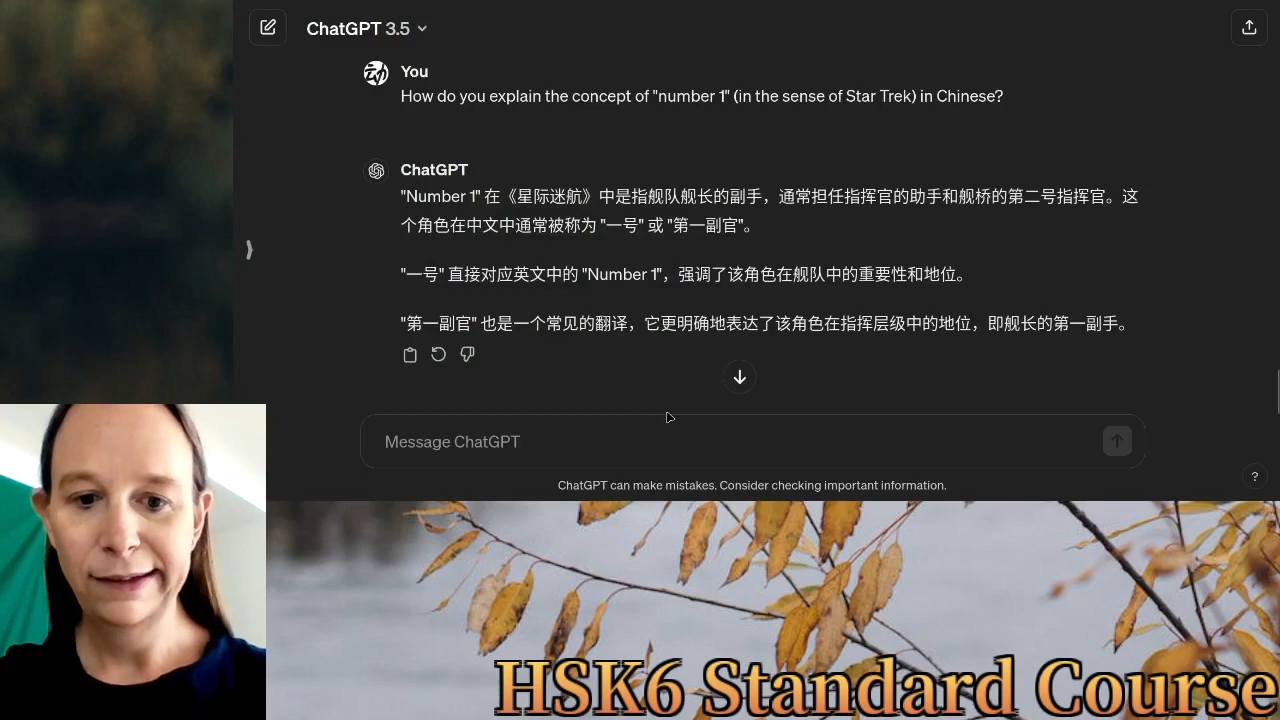 ChatGPT 3.5
You
How do you explain the concept of "number 1" (in the sense of Star Trek) in Chinese?
ChatGPT
"Number 1" 在《星际迷航》中是指舰队舰长的副手，通常担任指挥官的助手和舰桥的第二号指挥官。这
个角色在中文中通常被称为 "一号" 或 "第一副官"。
"一号" 直接对应英文中的 "Number 1"，强调了该角色在舰队中的重要性和地位。
"第一副官" 也是一个常见的翻译，它更明确地表达了该角色在指挥层级中的地位，即舰长的第一副手。
Message ChatGPT
?
ChatGPT can make mistakes. Consider checking important information.
HSK6 Standard Course